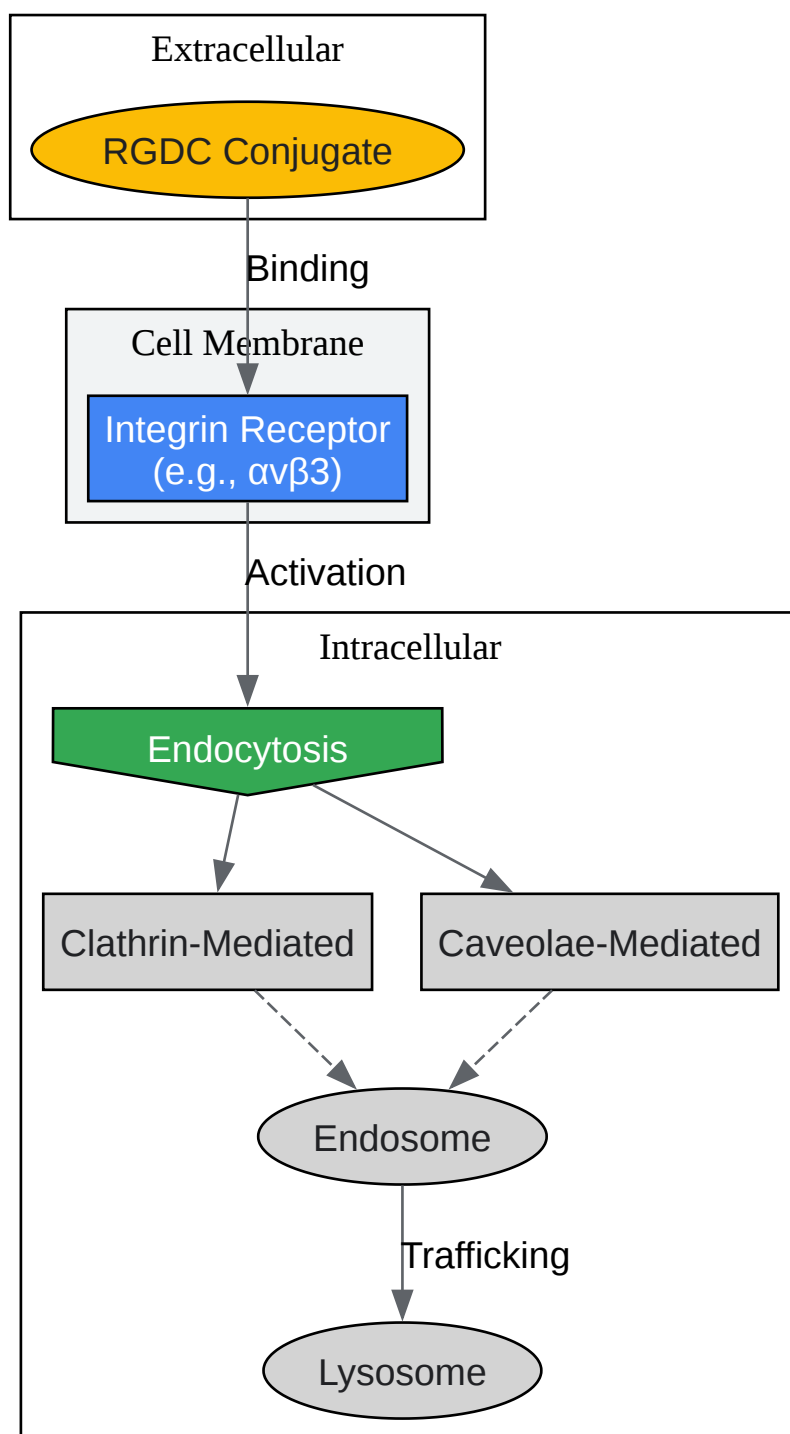 Extracellular
RGDC Conjugate
Binding
Cell Membrane
Integrin Receptor
(e.g., αvβ3)
Activation
Intracellular
Endocytosis
Clathrin-Mediated
Caveolae-Mediated
Endosome
Trafficking
Lysosome